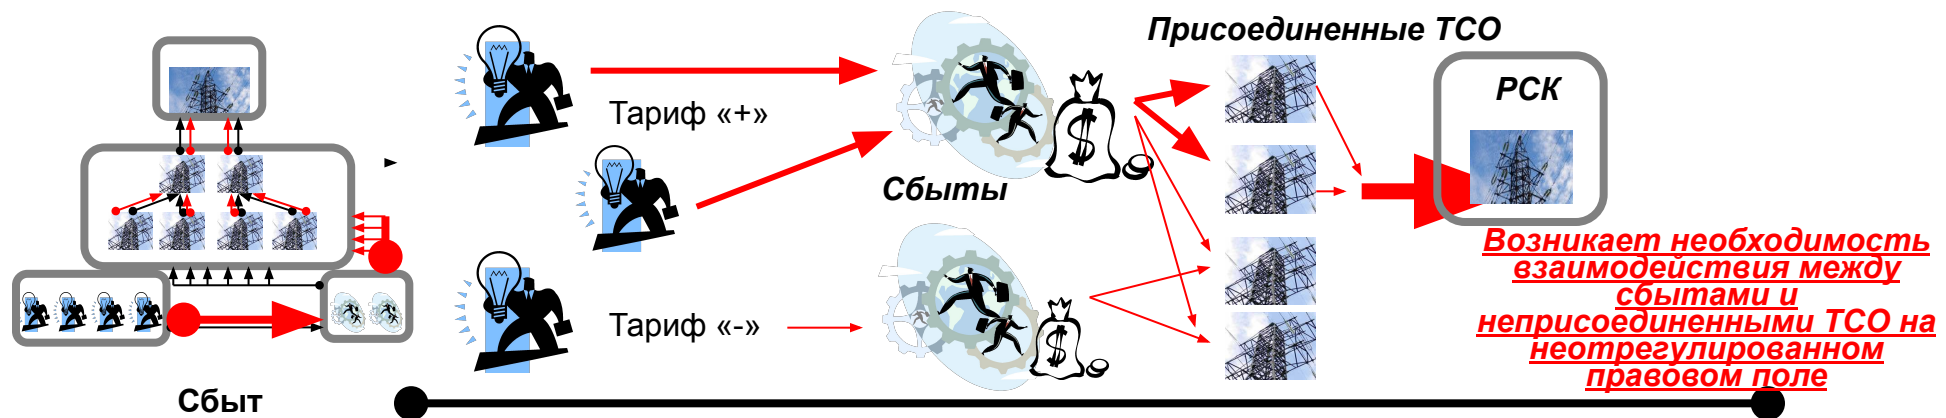 Присоединенные ТСО
РСК
Тариф «+»
Сбыты
Возникает необходимость
взаимодействия между
сбытами и
неприсоединенными ТСО на
неотрегулированном
правовом поле
Тариф «-»
Сбыт